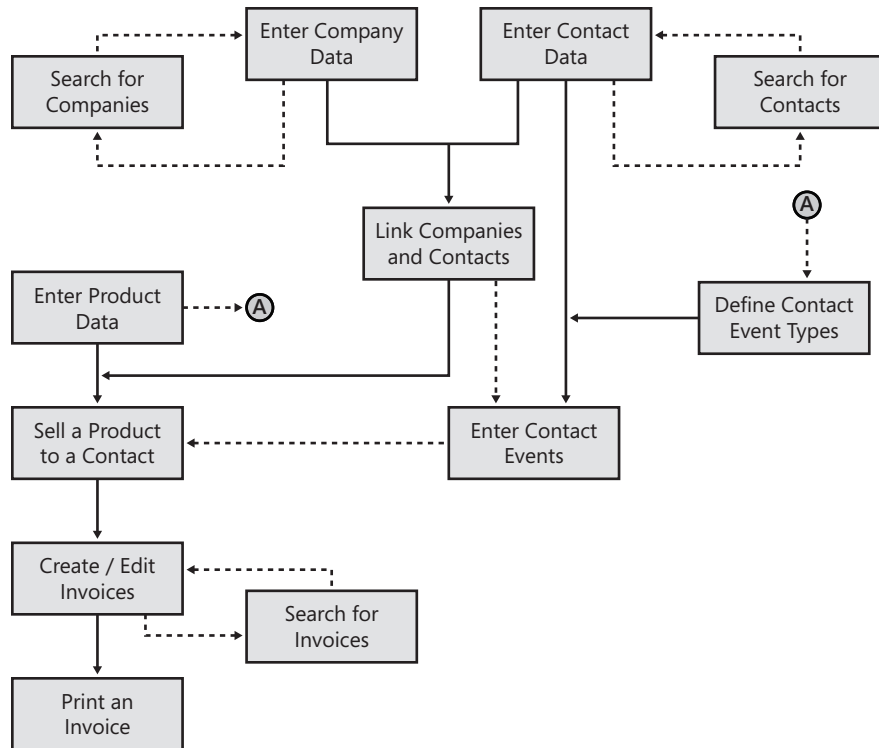 Enter Company
Data
Enter Contact
Data
Search for
Companies
Search for
Contacts
A
Link Companies
and Contacts
Enter Product
Data
A
Define Contact
Event Types
Sell a Product
to a Contact
Enter Contact
Events
Create / Edit
Invoices
Search for
Invoices
Print an
Invoice